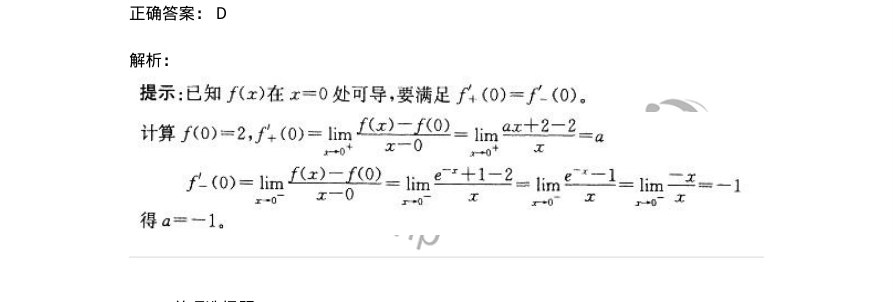 正确答案： D
解析：
提示:已知 f(x)在 x=0 处可导,要满足 f′₊(0)=f′₋(0)。
计算 f(0)=2,f′₊(0)=lim_{x→0⁺} (f(x)-f(0))/(x-0)=lim_{x→0⁺} (ax+2-2)/x=a
f′₋(0)=lim_{x→0⁻} (f(x)-f(0))/(x-0)=lim_{x→0⁻} (e^{-x}+1-2)/x=lim_{x→0⁻} (e^{-x}-1)/x=lim_{x→0⁻} (-x)/x=-1
得 a=-1。